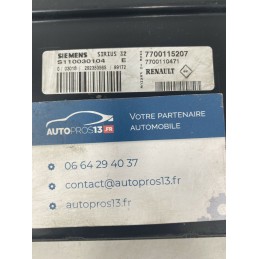 SIEMENS SIRIUS 32
S110030104 E
7700115207
7700110471
RENAULT
AUTOPROS13.FR
VOTRE PARTENAIRE
AUTOMOBILE
06 64 29 40 37
contact@autopros13.fr
autopros13.fr